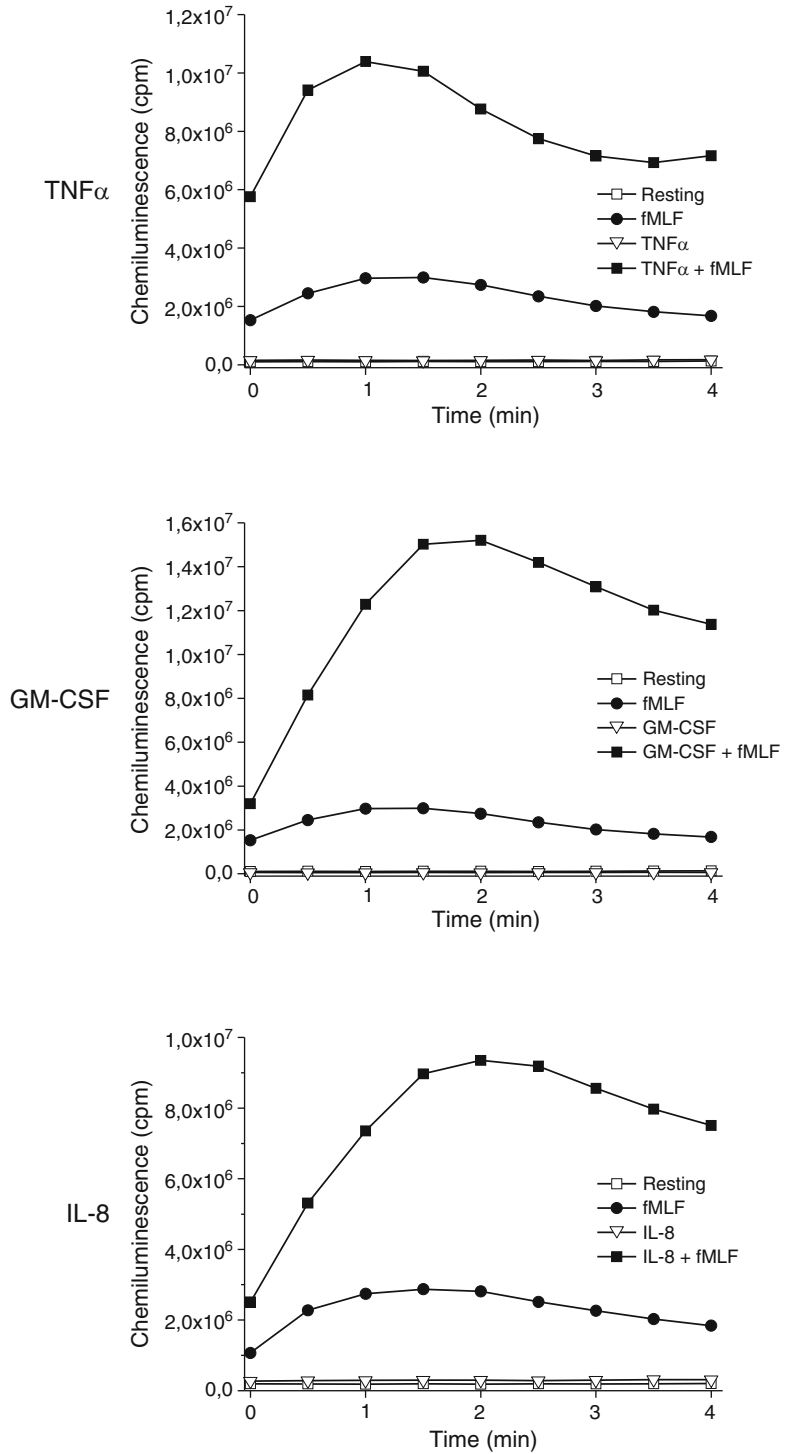 TNFα
Chemiluminescence (cpm)
1,2x10⁷
1,0x10⁷
8,0x10⁶
6,0x10⁶
4,0x10⁶
2,0x10⁶
0,0
Resting
fMLF
TNFα
TNFα + fMLF
0 1 2 3 4
Time (min)
GM-CSF
Chemiluminescence (cpm)
1,6x10⁷
1,4x10⁷
1,2x10⁷
1,0x10⁷
8,0x10⁶
6,0x10⁶
4,0x10⁶
2,0x10⁶
0,0
Resting
fMLF
GM-CSF
GM-CSF + fMLF
0 1 2 3 4
Time (min)
IL-8
Chemiluminescence (cpm)
1,0x10⁷
8,0x10⁶
6,0x10⁶
4,0x10⁶
2,0x10⁶
0,0
Resting
fMLF
IL-8
IL-8 + fMLF
0 1 2 3 4
Time (min)